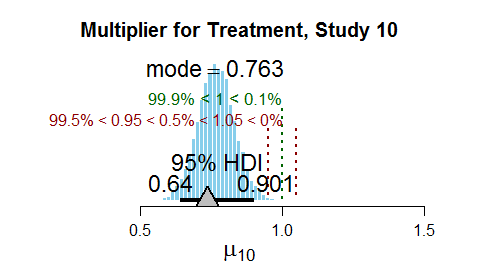 Multiplier for Treatment, Study 10
mode = 0.763
99.9% < 1 < 0.1%
99.5% < 0.95 < 0.5% < 1.05 < 0%
95% HDI
0.64 0.901
0.5 1.0 1.5
μ10